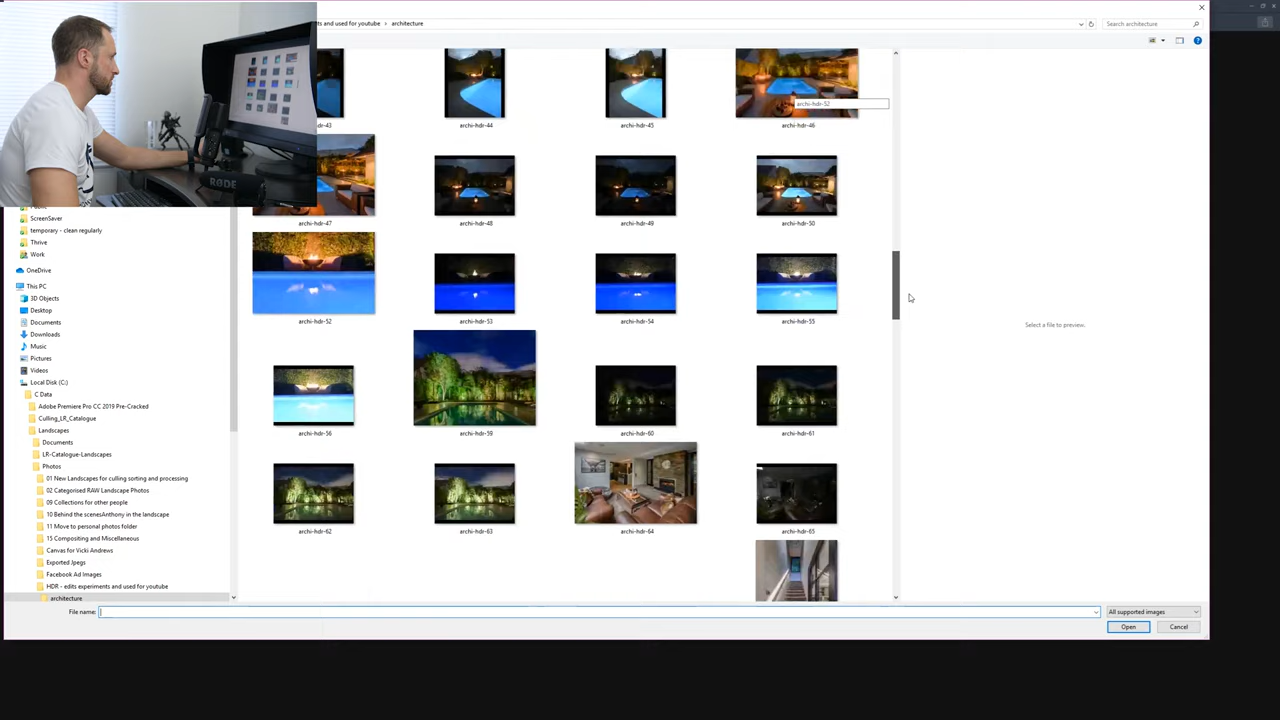 ts and used for youtube › architecture
Search architecture
-43
archi-hdr-44
archi-hdr-45
archi-hdr-46
archi-hdr-52
RØDE
archi-hdr-47
archi-hdr-48
archi-hdr-49
archi-hdr-50
ScreenSaver
temporary - clean regularly
Thrive
Work
OneDrive
This PC
3D Objects
Desktop
Documents
Downloads
Music
Pictures
Videos
Local Disk (C:)
C Data
Adobe Premiere Pro CC 2019 Pre-Cracked
Culling_LR_Catalogue
Landscapes
Documents
LR-Catalogue-Landscapes
Photos
01 New Landscapes for culling sorting and processing
02 Categorised RAW Landscape Photos
09 Collections for other people
10 Behind the scenesAnthony in the landscape
11 Move to personal photos folder
15 Compositing and Miscellaneous
Canvas for Vicki Andrews
Exported Jpegs
Facebook Ad Images
HDR - edits experiments and used for youtube
architecture
archi-hdr-52
archi-hdr-53
archi-hdr-54
archi-hdr-55
archi-hdr-56
archi-hdr-59
archi-hdr-60
archi-hdr-61
archi-hdr-62
archi-hdr-63
archi-hdr-64
archi-hdr-65
Select a file to preview.
File name:
All supported images
Open
Cancel